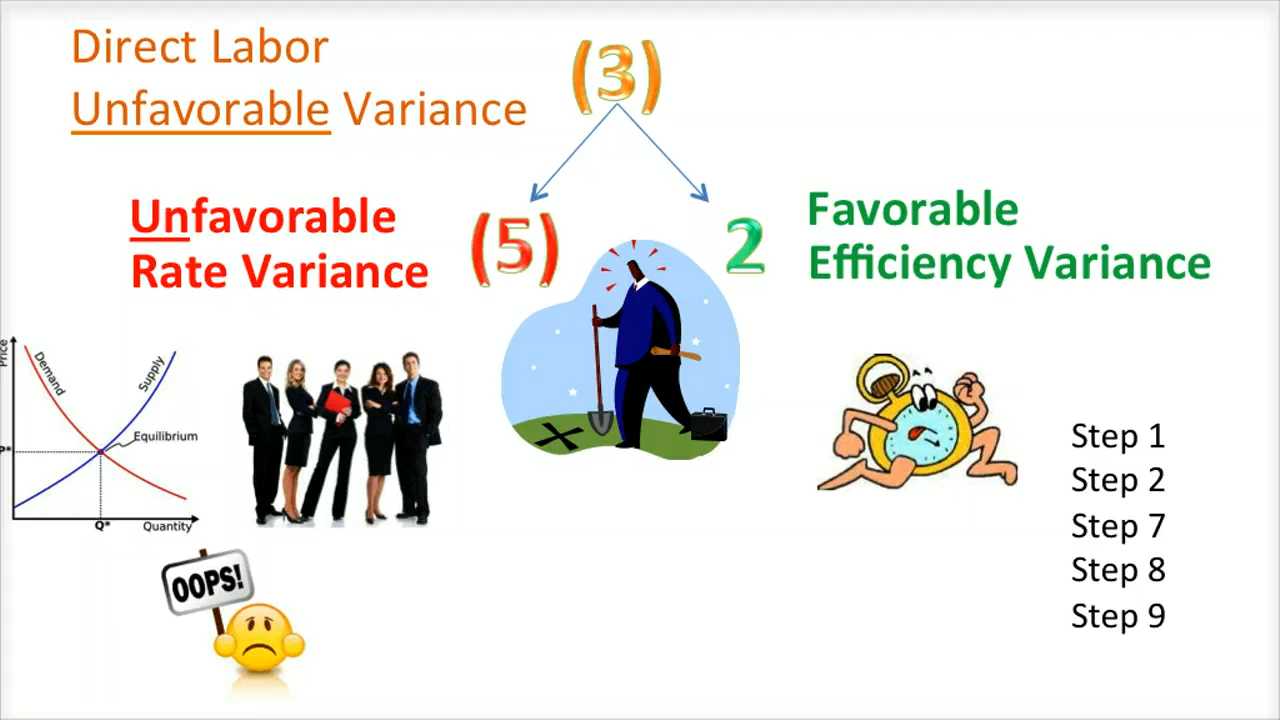 Direct Labor
Unfavorable Variance
(3)
Unfavorable
Rate Variance
(5)
2
Favorable
Efficiency Variance
Price
Demand
Supply
Equilibrium
P*
Q*
Quantity
OOPS!
Step 1
Step 2
Step 7
Step 8
Step 9